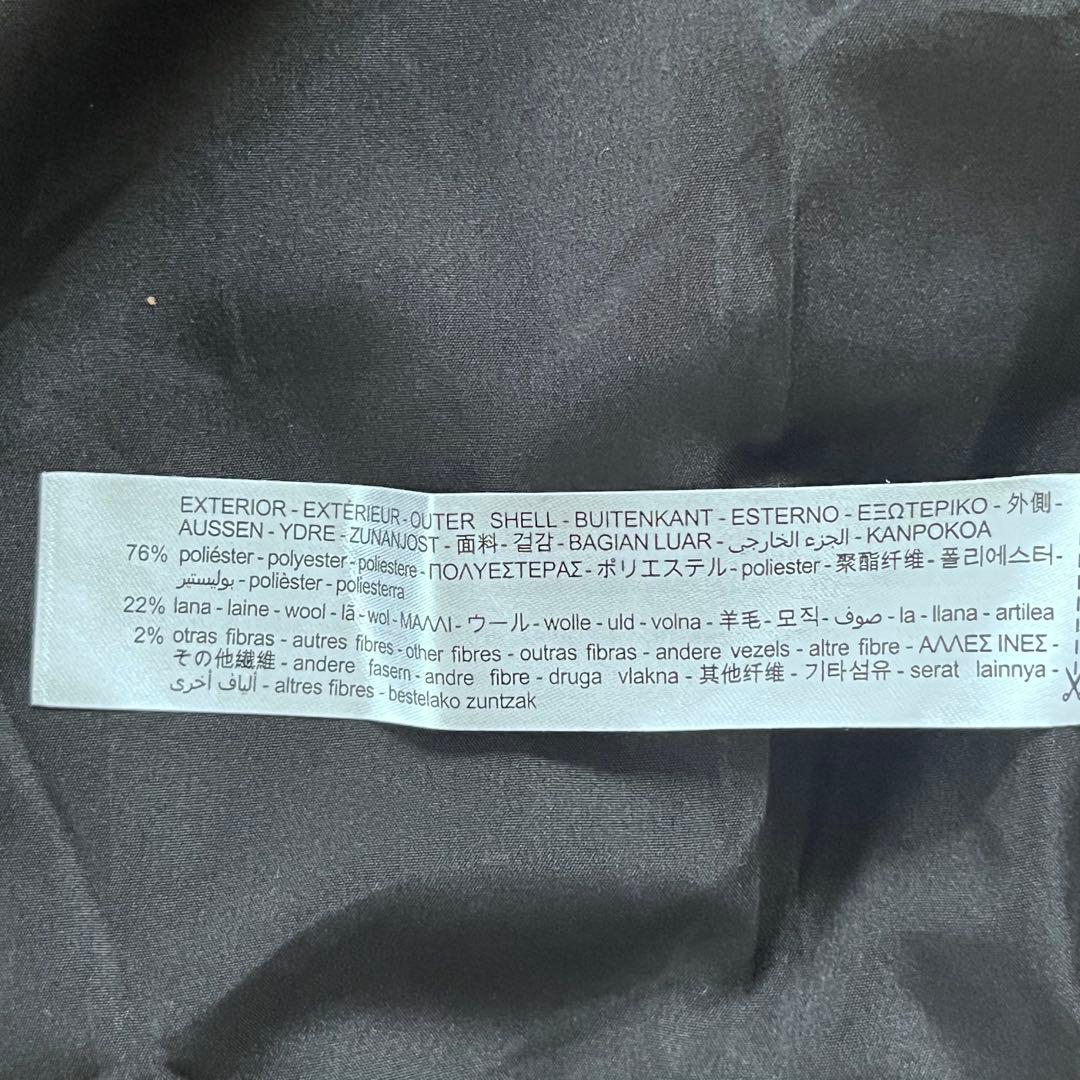 EXTERIOR - EXTÉRIEUR - OUTER SHELL - BUITENKANT - ESTERNO - ΕΞΩΤΕΡΙΚΟ - 外側 -
AUSSEN - YDRE - ZUNANJOST - 面料 - 겉감 - BAGIAN LUAR - الجزء الخارجي - KANPOKOA
76% poliéster - polyester - poliestere - ΠΟΛΥΕΣΤΕΡΑΣ - ポリエステル - poliester - 聚酯纤维 - 폴리에스터 -
بوليستير - polièster - poliesterra
22% lana - laine - wool - lã - wol - ΜΑΛΛΙ - ウール - wolle - uld - volna - 羊毛 - 모직 - صوف - la - llana - artilea
2% otras fibras - autres fibres - other fibres - outras fibras - andere vezels - altre fibre - ΑΛΛΕΣ ΙΝΕΣ -
その他繊維 - andere fasern - andre fibre - druga vlakna - 其他纤维 - 기타섬유 - serat lainnya -
ألياف أخرى - altres fibres - bestelako zuntzak